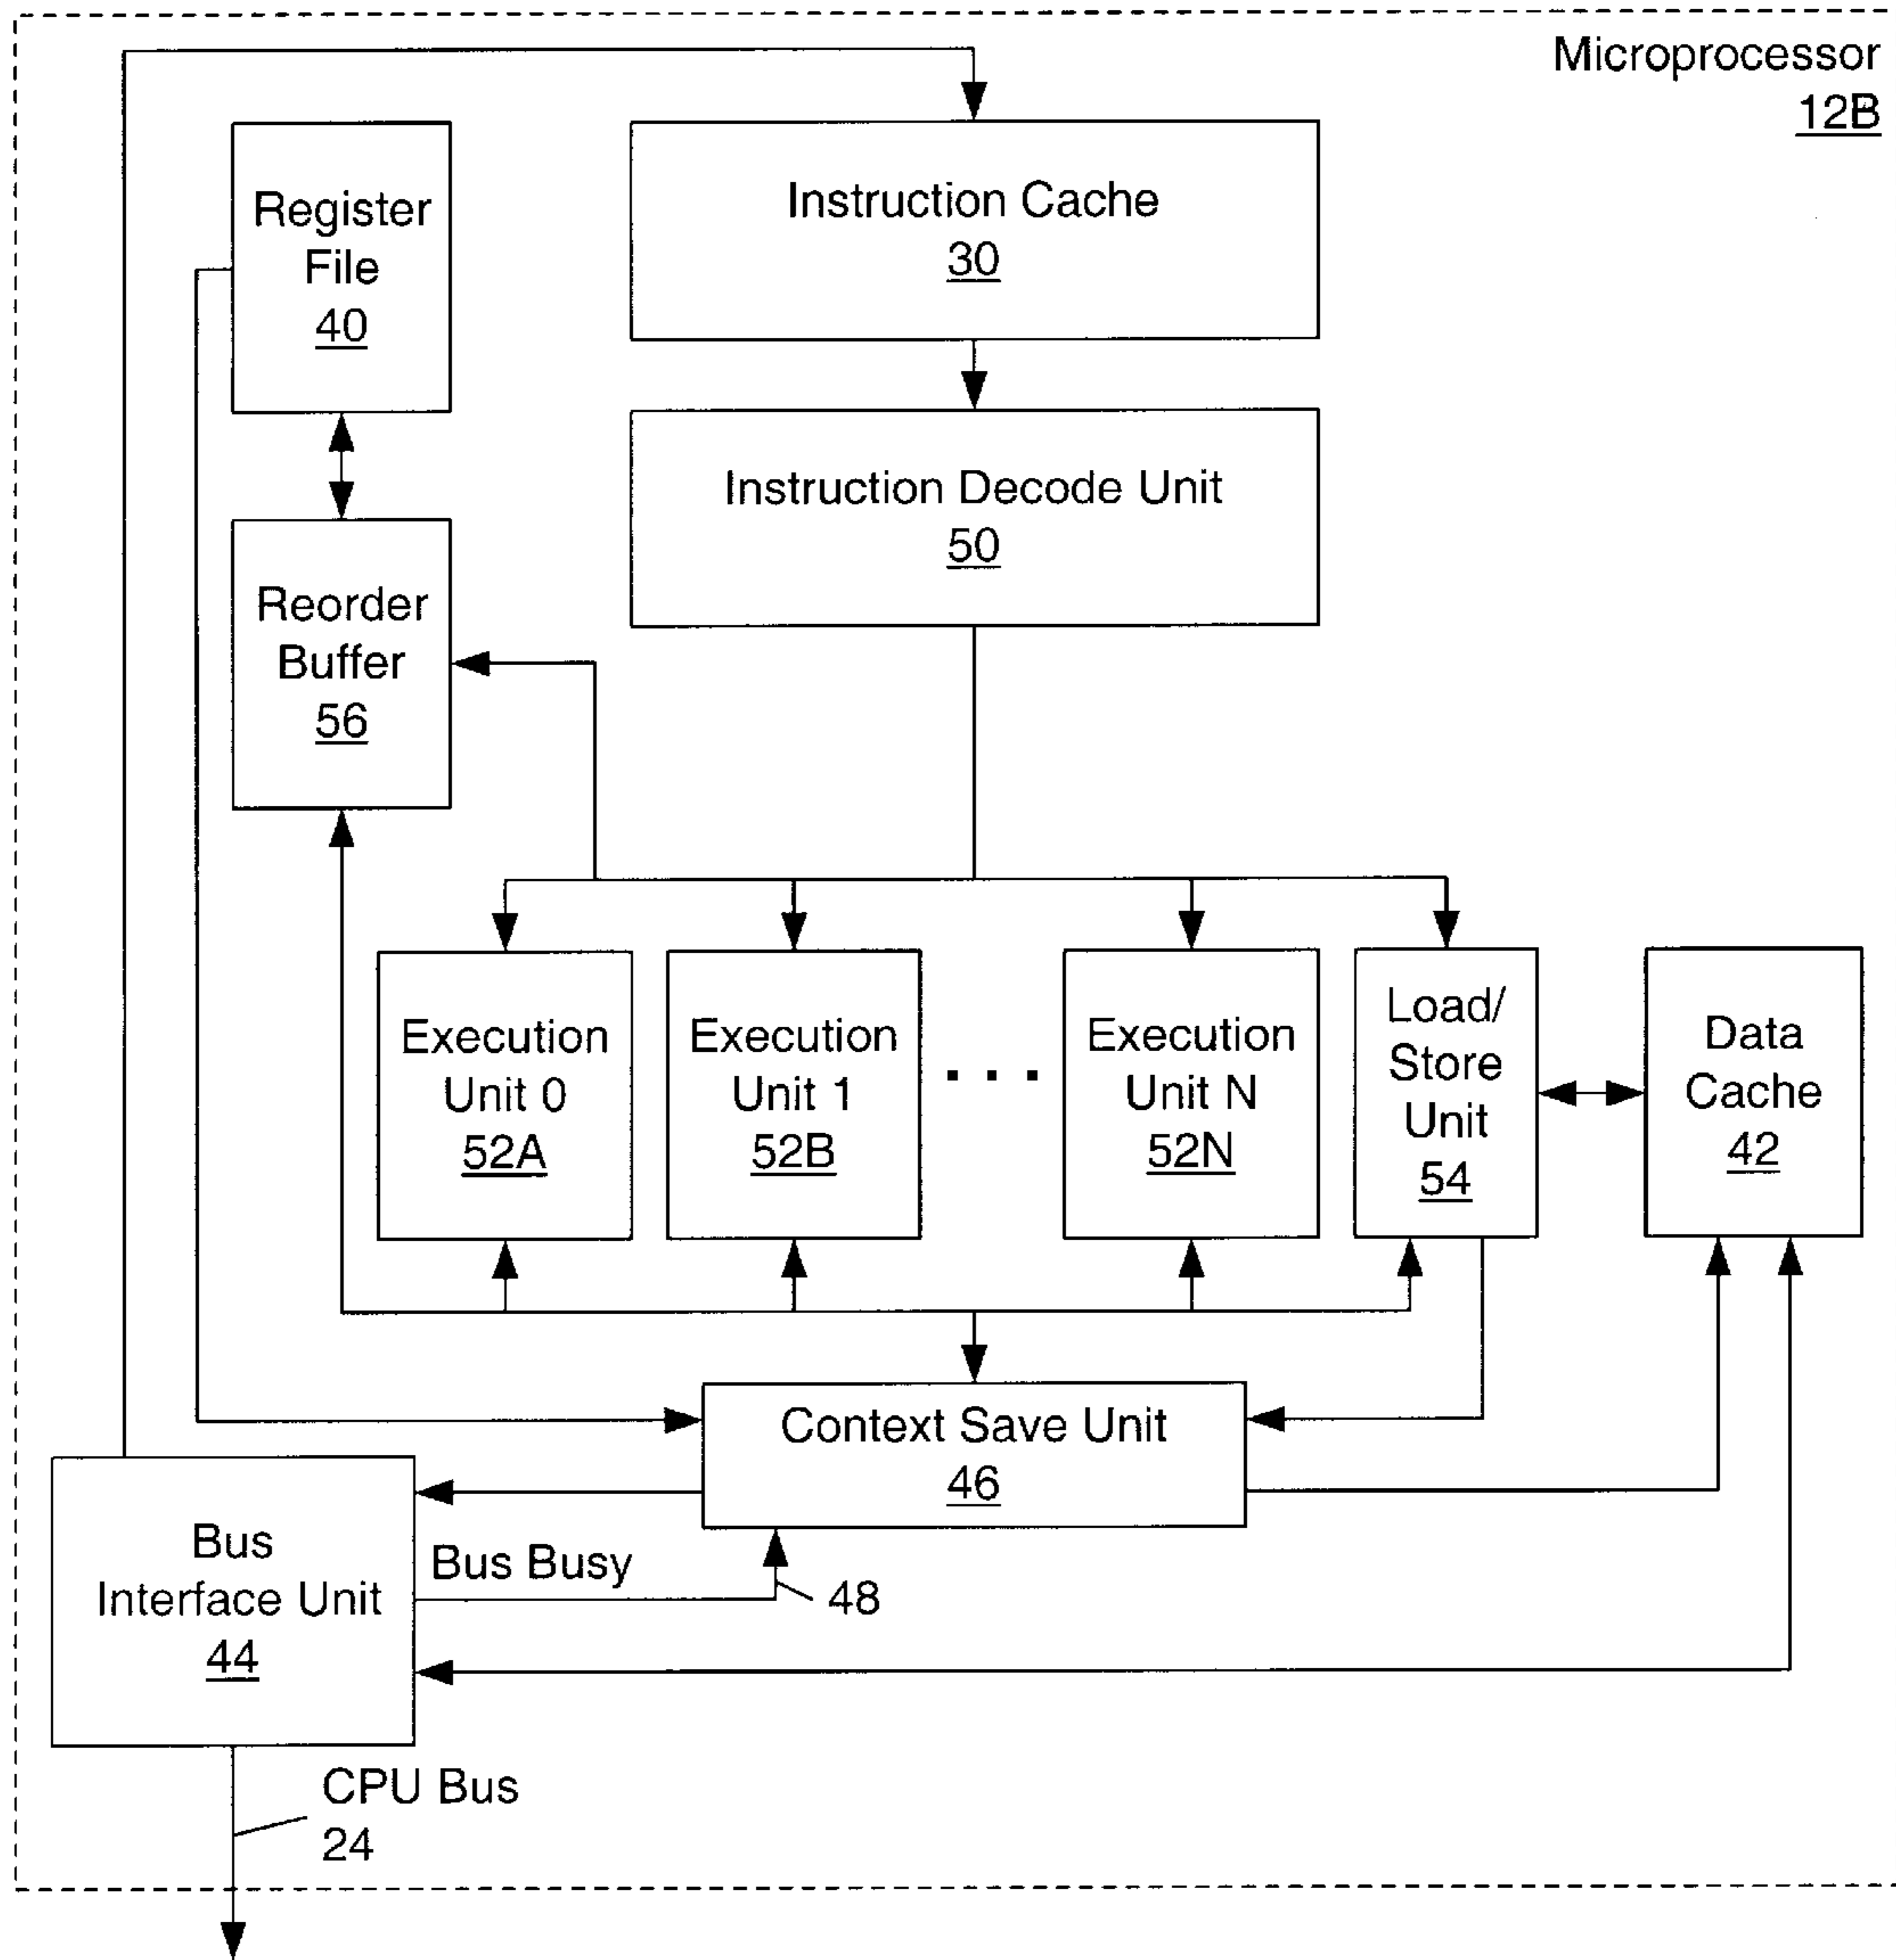 Microprocessor
12B
Register
File
40
Instruction Cache
30
Instruction Decode Unit
50
Reorder
Buffer
56
Execution
Unit 0
52A
Execution
Unit 1
52B
. . .
Execution
Unit N
52N
Load/
Store
Unit
54
Data
Cache
42
Context Save Unit
46
Bus
Interface Unit
44
Bus Busy
48
CPU Bus
24